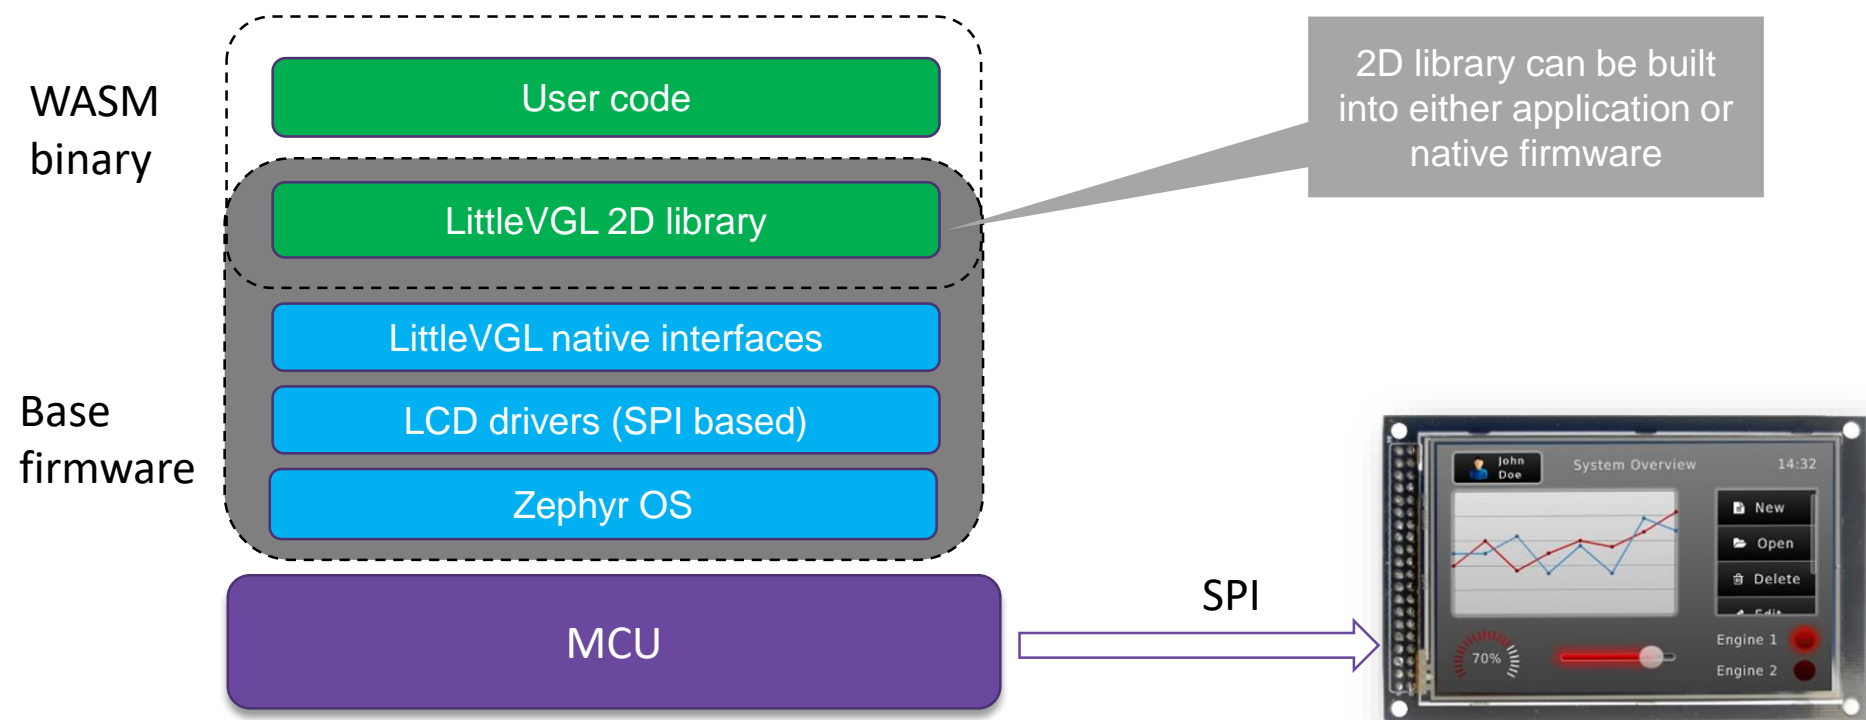 WASM
binary
User code
LittleVGL 2D library
2D library can be built
into either application or
native firmware
Base
firmware
LittleVGL native interfaces
LCD drivers (SPI based)
Zephyr OS
MCU
SPI
John
Doe
System Overview
14:32
New
Open
Delete
Edit
70%
Engine 1
Engine 2